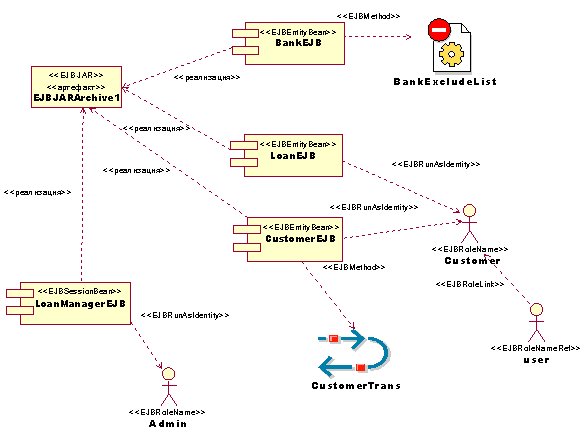 <<EJBMethod>>
<<EJBEntityBean>>
BankEJB
BankExcludeList
<<EJBJAR>>
<<артефакт>>
EJBJARArchive1
<<реализация>>
<<реализация>>
<<EJBEntityBean>>
LoanEJB
<<EJBRunAsIdentity>>
<<реализация>>
<<реализация>>
<<EJBRunAsIdentity>>
<<EJBEntityBean>>
CustomerEJB
<<EJBRoleName>>
Customer
<<EJBMethod>>
<<EJBRoleLink>>
<<EJBSessionBean>>
LoanManagerEJB
<<EJBRunAsIdentity>>
<<EJBRoleNameRef>>
user
CustomerTrans
<<EJBRoleName>>
Admin